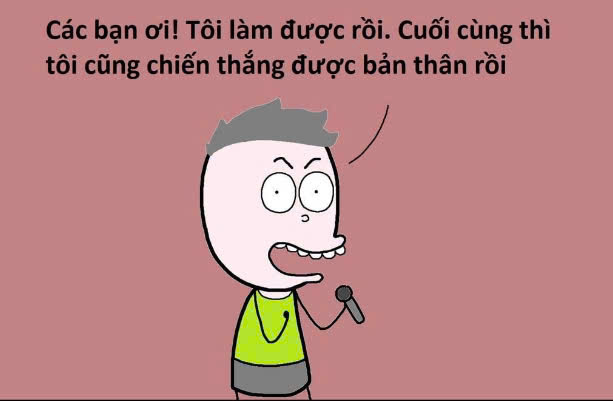 Các bạn ơi! Tôi làm được rồi. Cuối cùng thì
tôi cũng chiến thắng được bản thân rồi